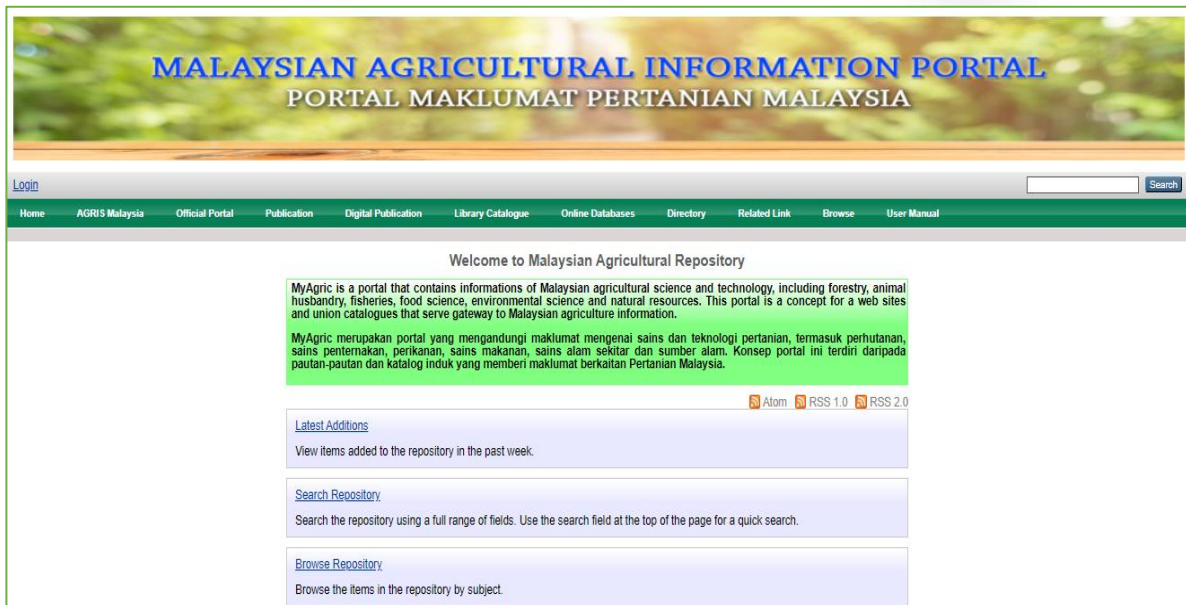 MALAYSIAN AGRICULTURAL INFORMATION PORTAL
PORTAL MAKLUMAT PERTANIAN MALAYSIA
Login
Search
Home AGRIS Malaysia Official Portal Publication Digital Publication Library Catalogue Online Databases Directory Related Link Browse User Manual
Welcome to Malaysian Agricultural Repository
MyAgric is a portal that contains informations of Malaysian agricultural science and technology, including forestry, animal
husbandry, fisheries, food science, environmental science and natural resources. This portal is a concept for a web sites
and union catalogues that serve gateway to Malaysian agriculture information.
MyAgric merupakan portal yang mengandungi maklumat mengenai sains dan teknologi pertanian, termasuk perhutanan,
sains penternakan, perikanan, sains makanan, sains alam sekitar dan sumber alam. Konsep portal ini terdiri daripada
pautan-pautan dan katalog induk yang memberi maklumat berkaitan Pertanian Malaysia.
Atom RSS 1.0 RSS 2.0
Latest Additions
View items added to the repository in the past week.
Search Repository
Search the repository using a full range of fields. Use the search field at the top of the page for a quick search.
Browse Repository
Browse the items in the repository by subject.